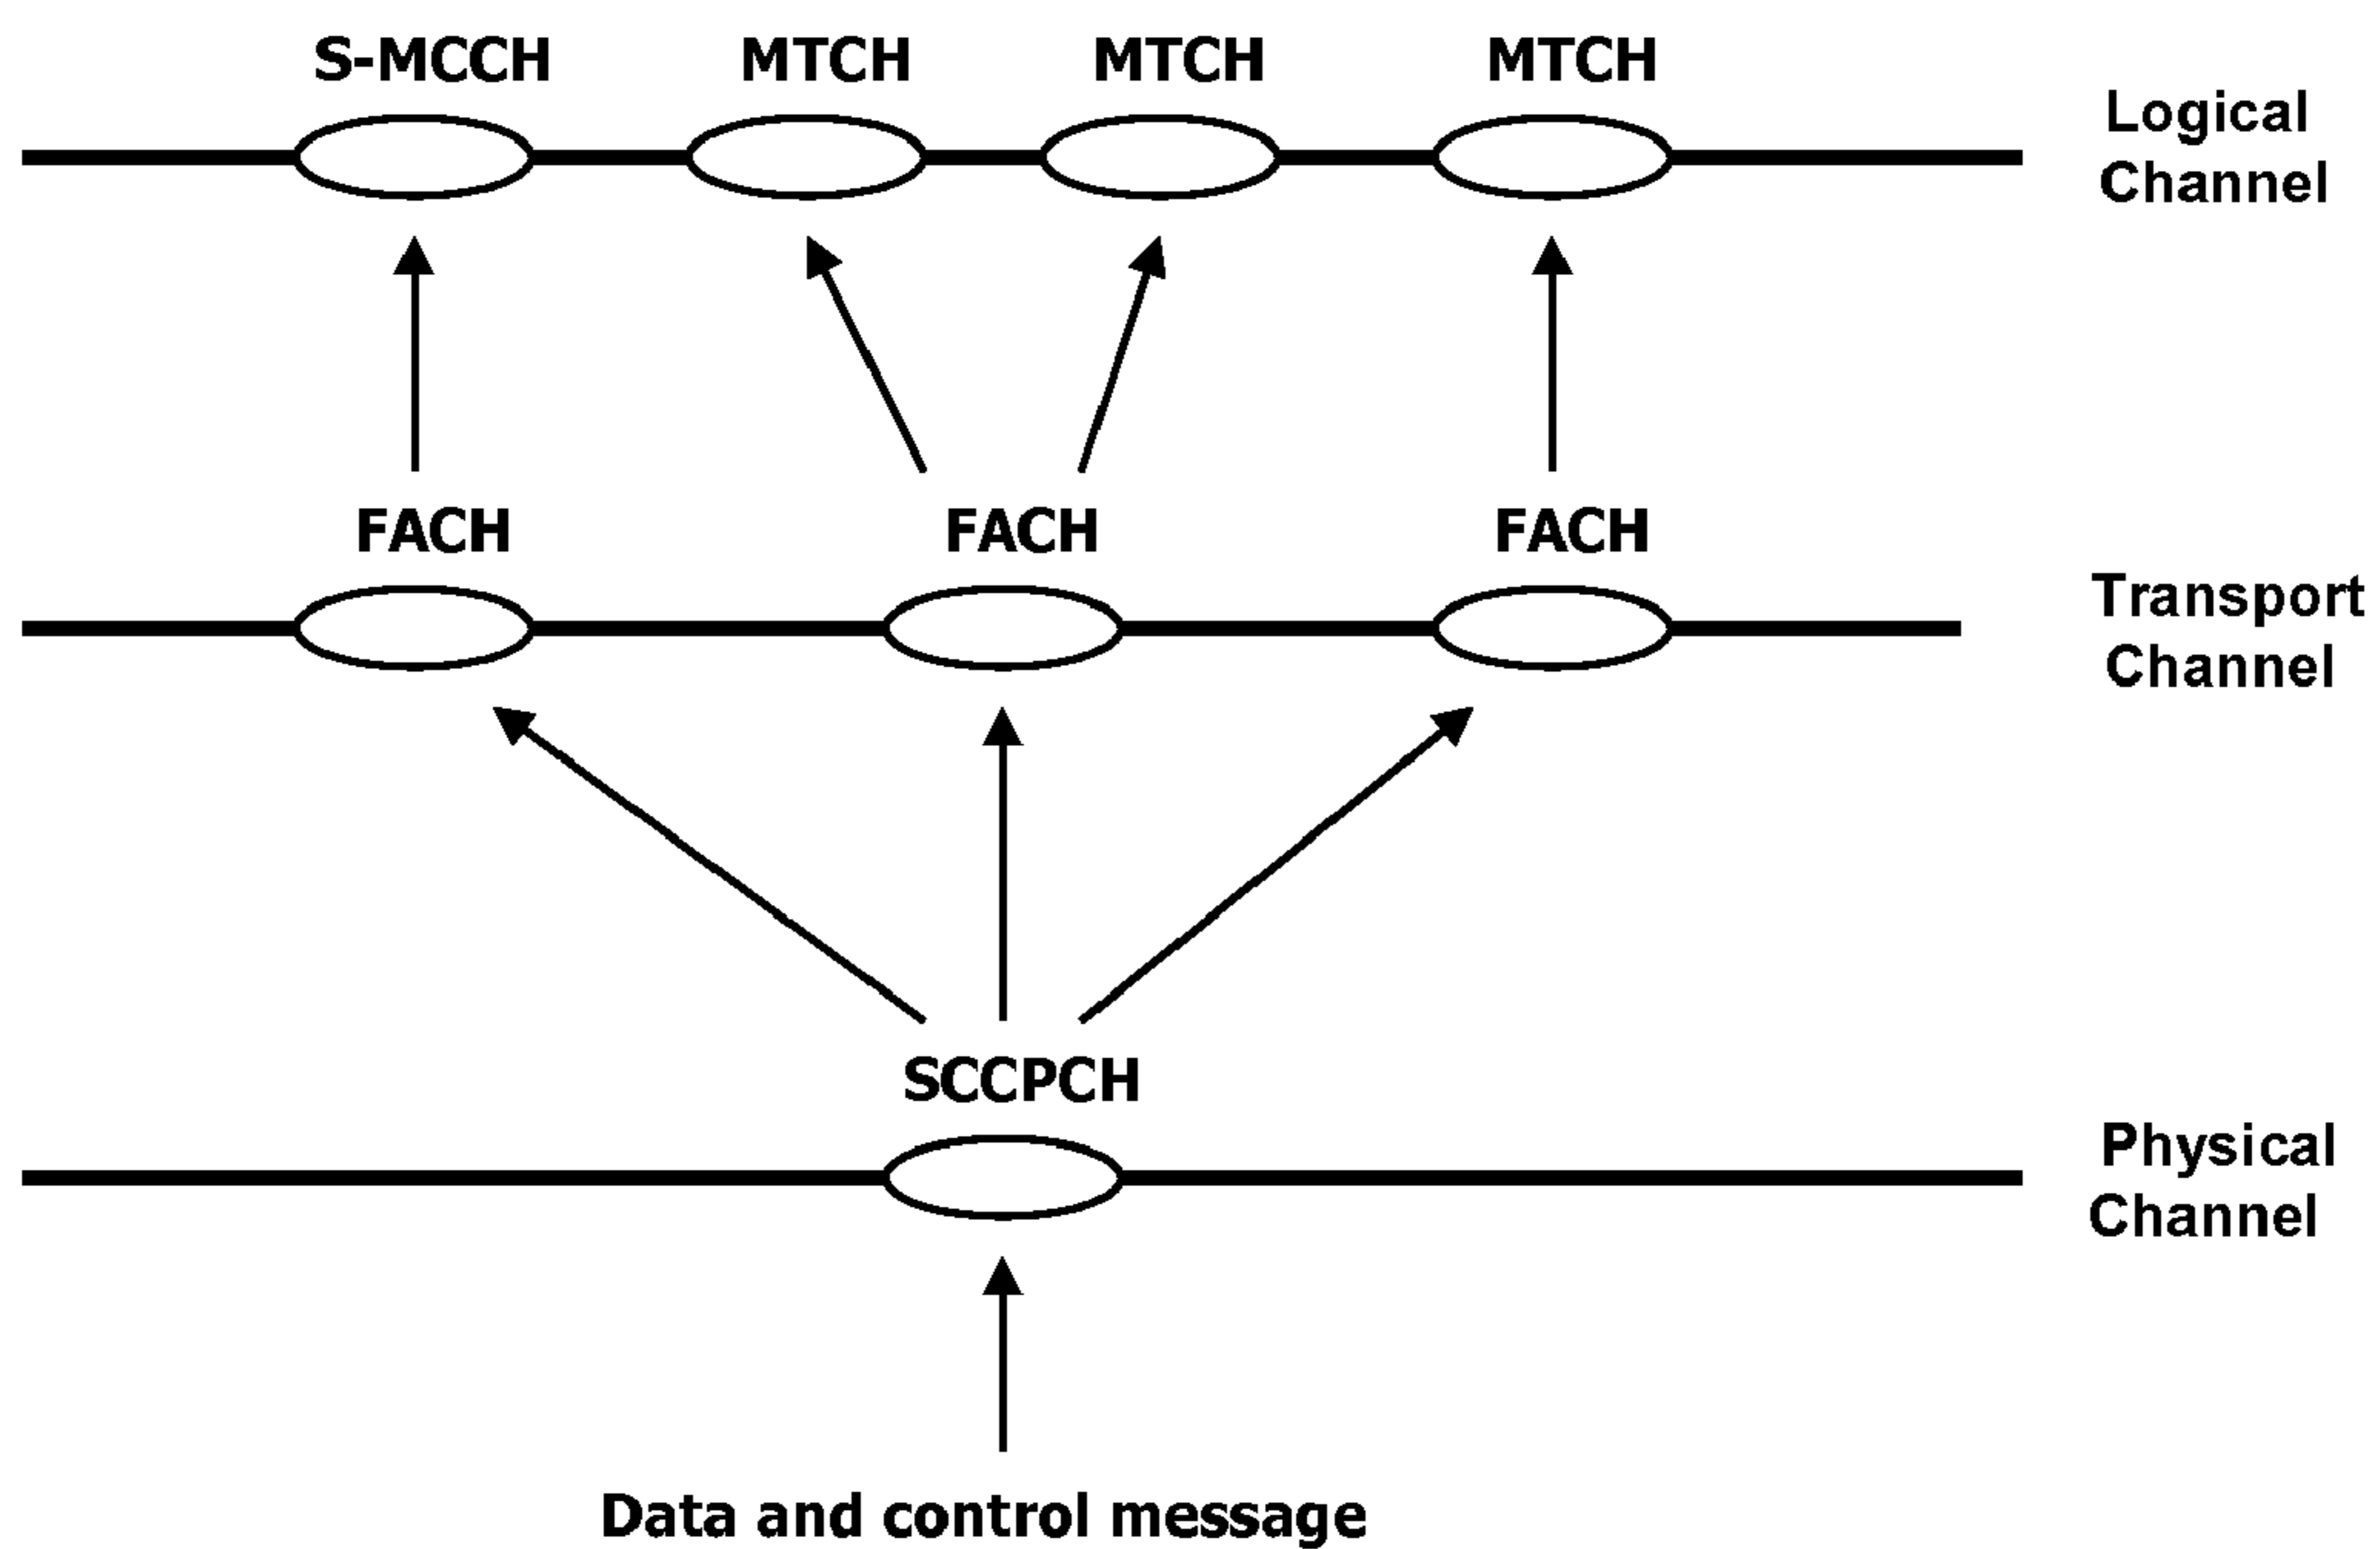 S-MCCH MTCH MTCH MTCH
Logical
Channel
FACH FACH FACH
Transport
Channel
SCCPCH
Physical
Channel
Data and control message